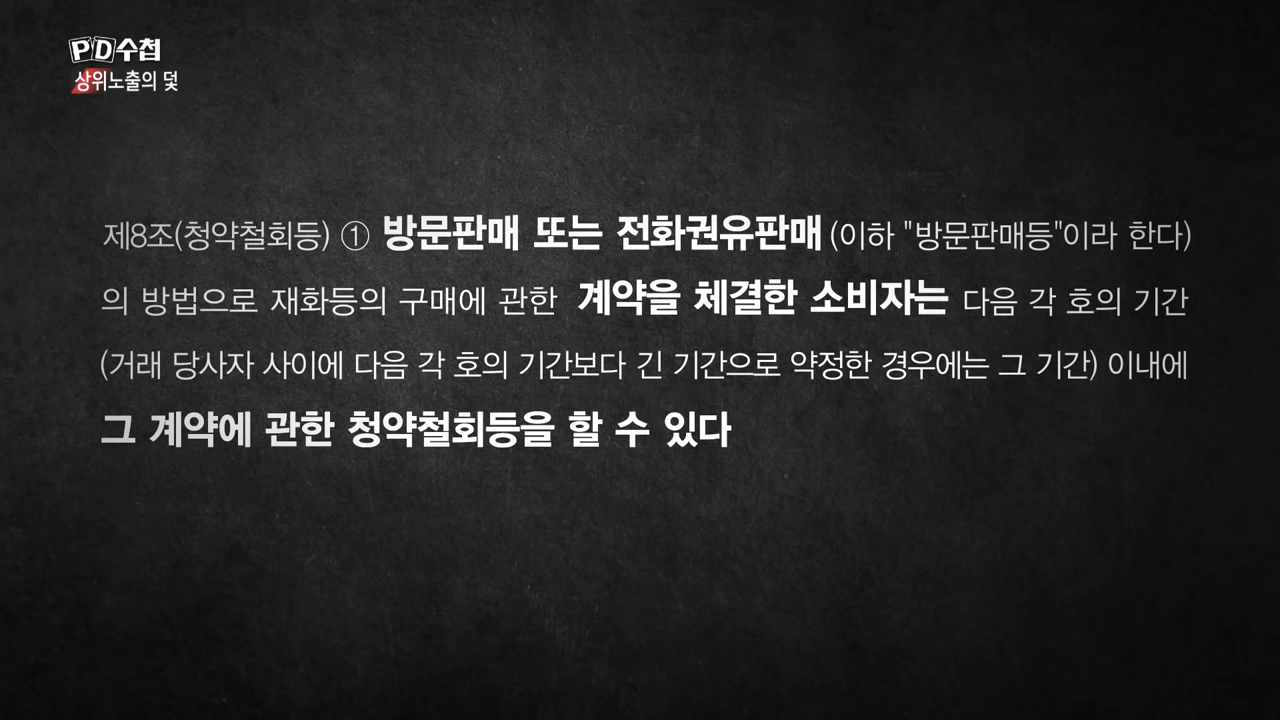 PD수첩
상위노출의 덫
제8조(청약철회등) ① 방문판매 또는 전화권유판매 (이하 "방문판매등"이라 한다)
의 방법으로 재화등의 구매에 관한 계약을 체결한 소비자는 다음 각 호의 기간
(거래 당사자 사이에 다음 각 호의 기간보다 긴 기간으로 약정한 경우에는 그 기간) 이내에
그 계약에 관한 청약철회등을 할 수 있다